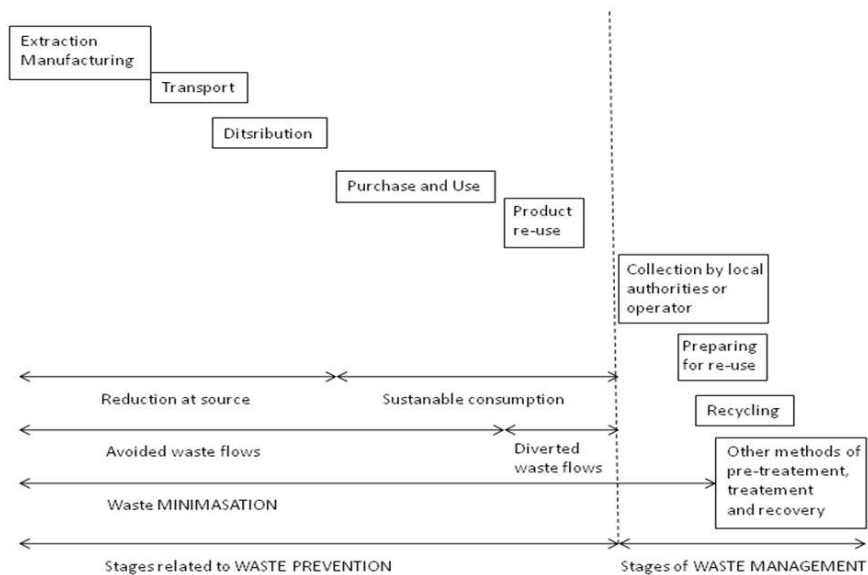 Extraction
Manufacturing
Transport
Ditsribution
Purchase and Use
Product
re-use
Collection by local
authorities or
operator
Preparing
for re-use
Recycling
Other methods of
pre-treatement,
treatement
and recovery
Reduction at source
Sustanable consumption
Avoided waste flows
Diverted
waste flows
Waste MINIMASATION
Stages related to WASTE PREVENTION
Stages of WASTE MANAGEMENT